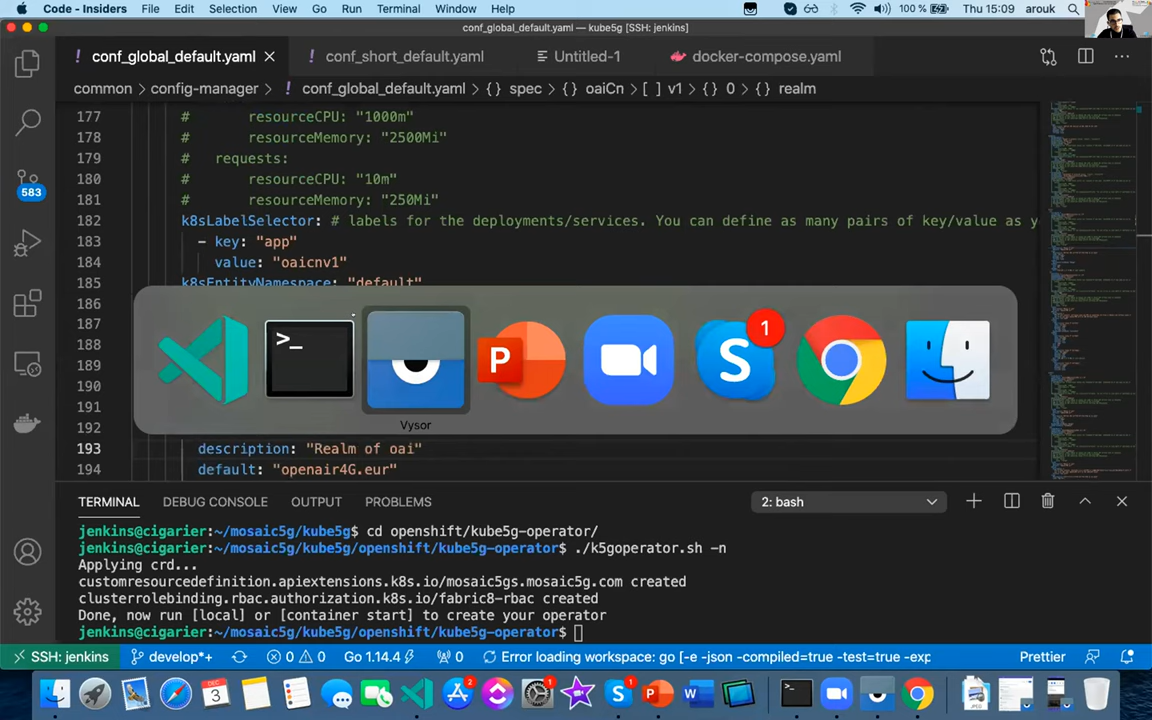 Code - Insiders File Edit Selection View Go Run Terminal Window Help 100 % Thu 15:09 arouk
conf_global_default.yaml — kube5g [SSH: jenkins]
! conf_global_default.yaml ! conf_short_default.yaml Untitled-1 docker-compose.yaml ...
common > config-manager > ! conf_global_default.yaml > {} spec > {} oaiCn > [ ] v1 > {} 0 > {} realm
177 # resourceCPU: "1000m"
178 # resourceMemory: "2500Mi"
179 # requests:
180 # resourceCPU: "10m"
181 # resourceMemory: "250Mi"
182 k8sLabelSelector: # labels for the deployments/services. You can define as many pairs of key/value as y
183 - key: "app"
184 value: "oaicnv1"
185 k8sEntityNamespace: "default"
186
187
188
189
190
191
192
>_
P
S
1
Vysor
193 description: "Realm of oai"
194 default: "openair4G.eur"
583
TERMINAL DEBUG CONSOLE OUTPUT PROBLEMS 2: bash
jenkins@cigarier:~/mosaic5g/kube5g$ cd openshift/kube5g-operator/
jenkins@cigarier:~/mosaic5g/kube5g/openshift/kube5g-operator$ ./k5goperator.sh -n
Applying crd...
customresourcedefinition.apiextensions.k8s.io/mosaic5gs.mosaic5g.com created
clusterrolebinding.rbac.authorization.k8s.io/fabric8-rbac created
Done, now run [local] or [container start] to create your operator
jenkins@cigarier:~/mosaic5g/kube5g/openshift/kube5g-operator$
SSH: jenkins develop*+ 0 0 Go 1.14.4 0 Error loading workspace: go [-e -json -compiled=true -test=true -exp Prettier